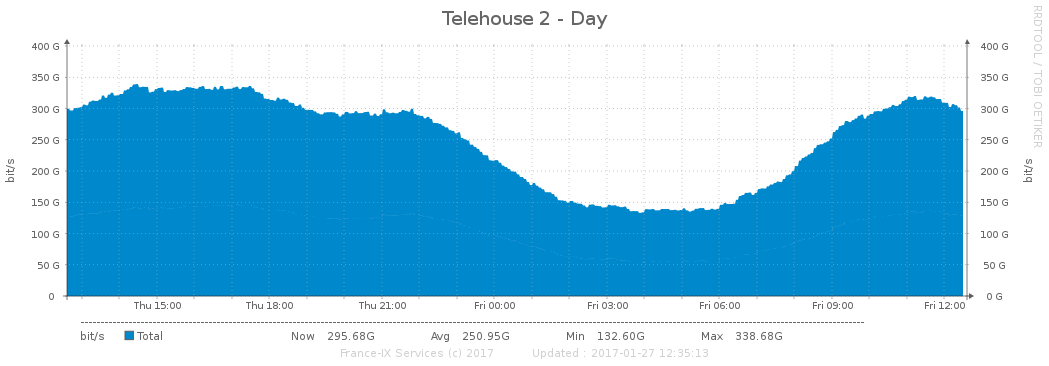 Telehouse 2 - Day
RRDTOOL / TOBI OETIKER
400 G 400 G
350 G 350 G
300 G 300 G
250 G 250 G
200 G 200 G
150 G 150 G
100 G 100 G
50 G 50 G
0 0 G
bit/s bit/s
Thu 15:00 Thu 18:00 Thu 21:00 Fri 00:00 Fri 03:00 Fri 06:00 Fri 09:00 Fri 12:00
bit/s Total Now 295.68G Avg 250.95G Min 132.60G Max 338.68G
France-IX Services (c) 2017 Updated : 2017-01-27 12:35:13